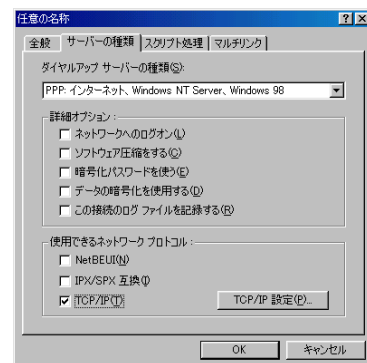 任意の名称
全般 サーバーの種類 スクリプト処理 マルチリンク
ダイヤルアップ サーバーの種類(S):
PPP: インターネット、Windows NT Server、Windows 98
詳細オプション :
ネットワークへのログオン(L)
ソフトウェア圧縮をする(C)
暗号化パスワードを使う(E)
データの暗号化を使用する(D)
この接続のログ ファイルを記録する(R)
使用できるネットワーク プロトコル :
NetBEUI(N)
IPX/SPX 互換(I)
TCP/IP(T)
TCP/IP 設定(P)...
OK キャンセル